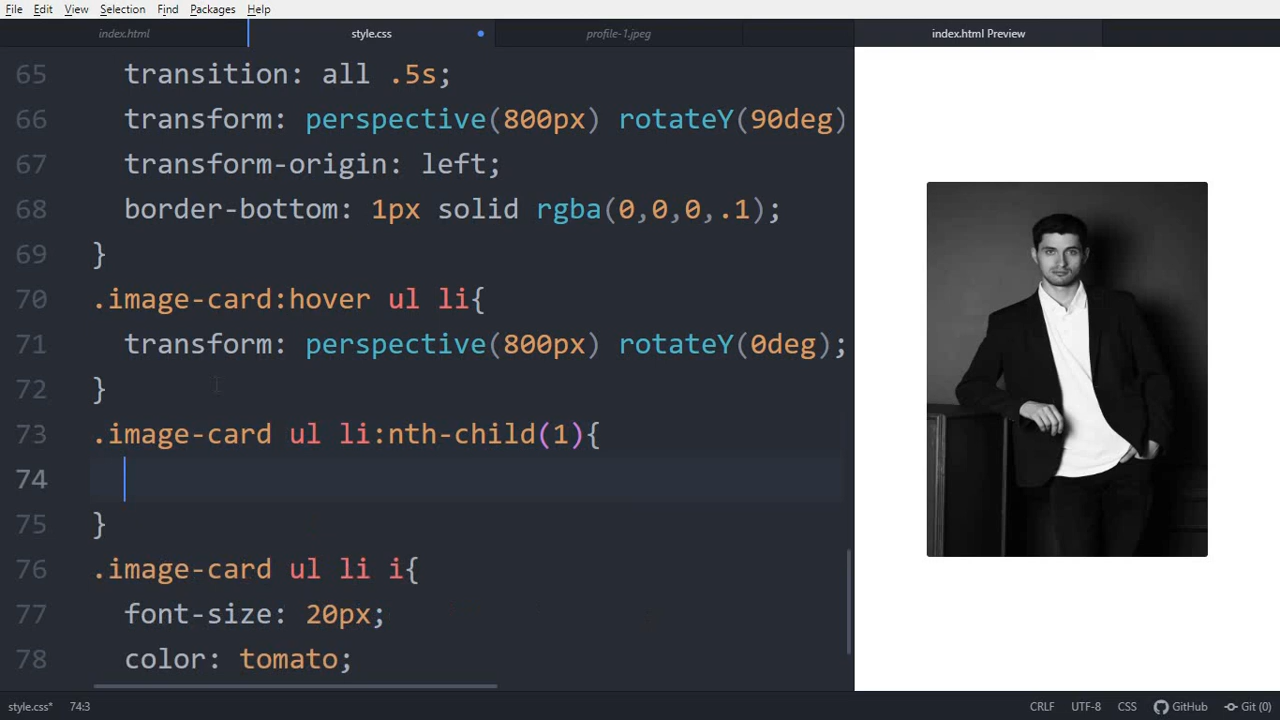 File Edit View Selection Find Packages Help
index.html style.css profile-1.jpeg index.html Preview
65 transition: all .5s;
66 transform: perspective(800px) rotateY(90deg)
67 transform-origin: left;
68 border-bottom: 1px solid rgba(0,0,0,.1);
69 }
70 .image-card:hover ul li{
71 transform: perspective(800px) rotateY(0deg);
72 }
73 .image-card ul li:nth-child(1){
74
75 }
76 .image-card ul li i{
77 font-size: 20px;
78 color: tomato;
style.css* 74:3 CRLF UTF-8 CSS GitHub Git (0)